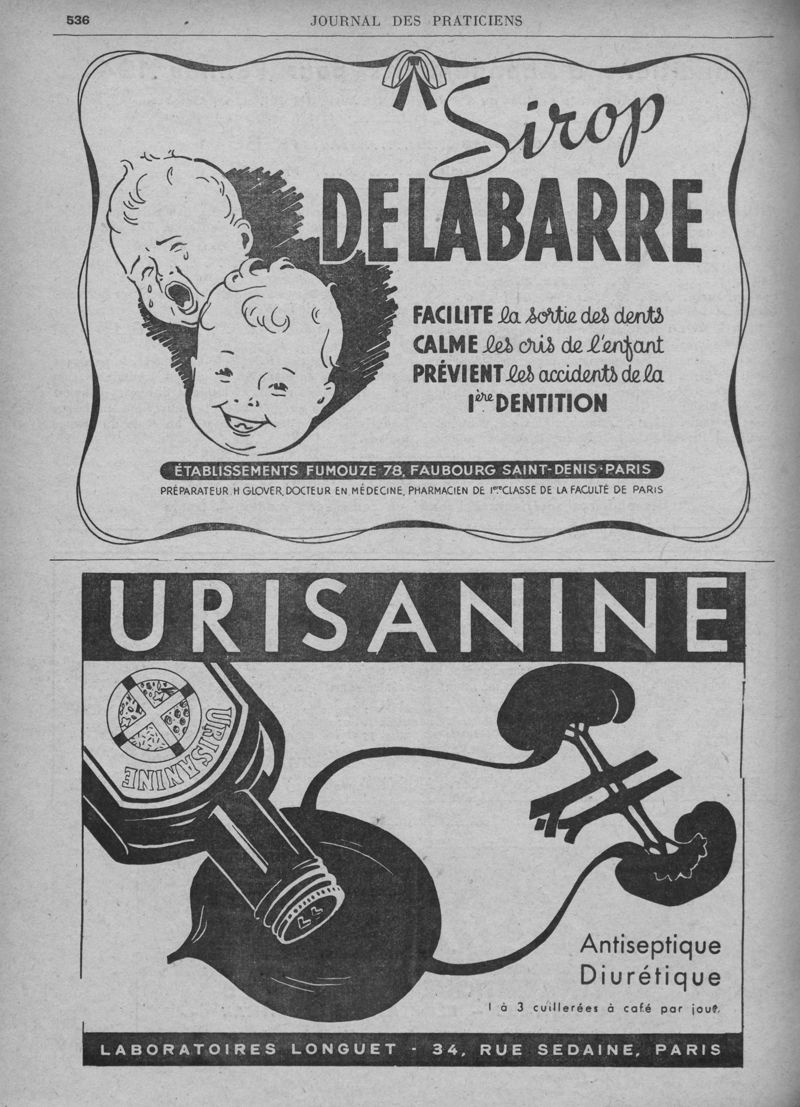 536
JOURNAL DES PRATICIENS
Sirop
DELABARRE
FACILITE la sortie des dents
CALME les cris de l'enfant
PRÉVIENT les accidents de la
1ère DENTITION
ÉTABLISSEMENTS FUMOUZE 78, FAUBOURG SAINT-DENIS·PARIS
PRÉPARATEUR H GLOVER, DOCTEUR EN MÉDECINE, PHARMACIEN DE 1ère CLASSE DE LA FACULTÉ DE PARIS
URISANINE
URISANINE
LL
Antiseptique
Diurétique
1 à 3 cuillerées à café par jour.
LABORATOIRES LONGUET - 34, RUE SEDAINE, PARIS